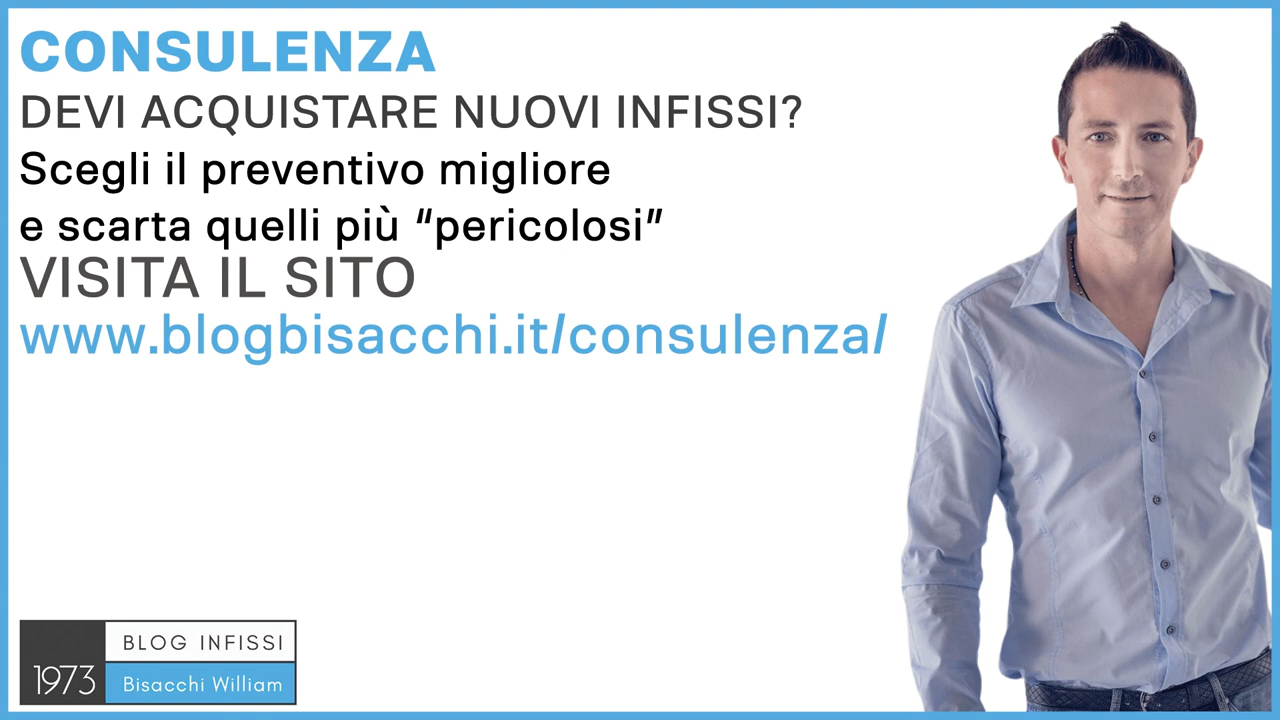 CONSULENZA
DEVI ACQUISTARE NUOVI INFISSI?
Scegli il preventivo migliore
e scarta quelli più “pericolosi”
VISITA IL SITO
www.blogbisacchi.it/consulenza/
BLOG INFISSI
1973
Bisacchi William